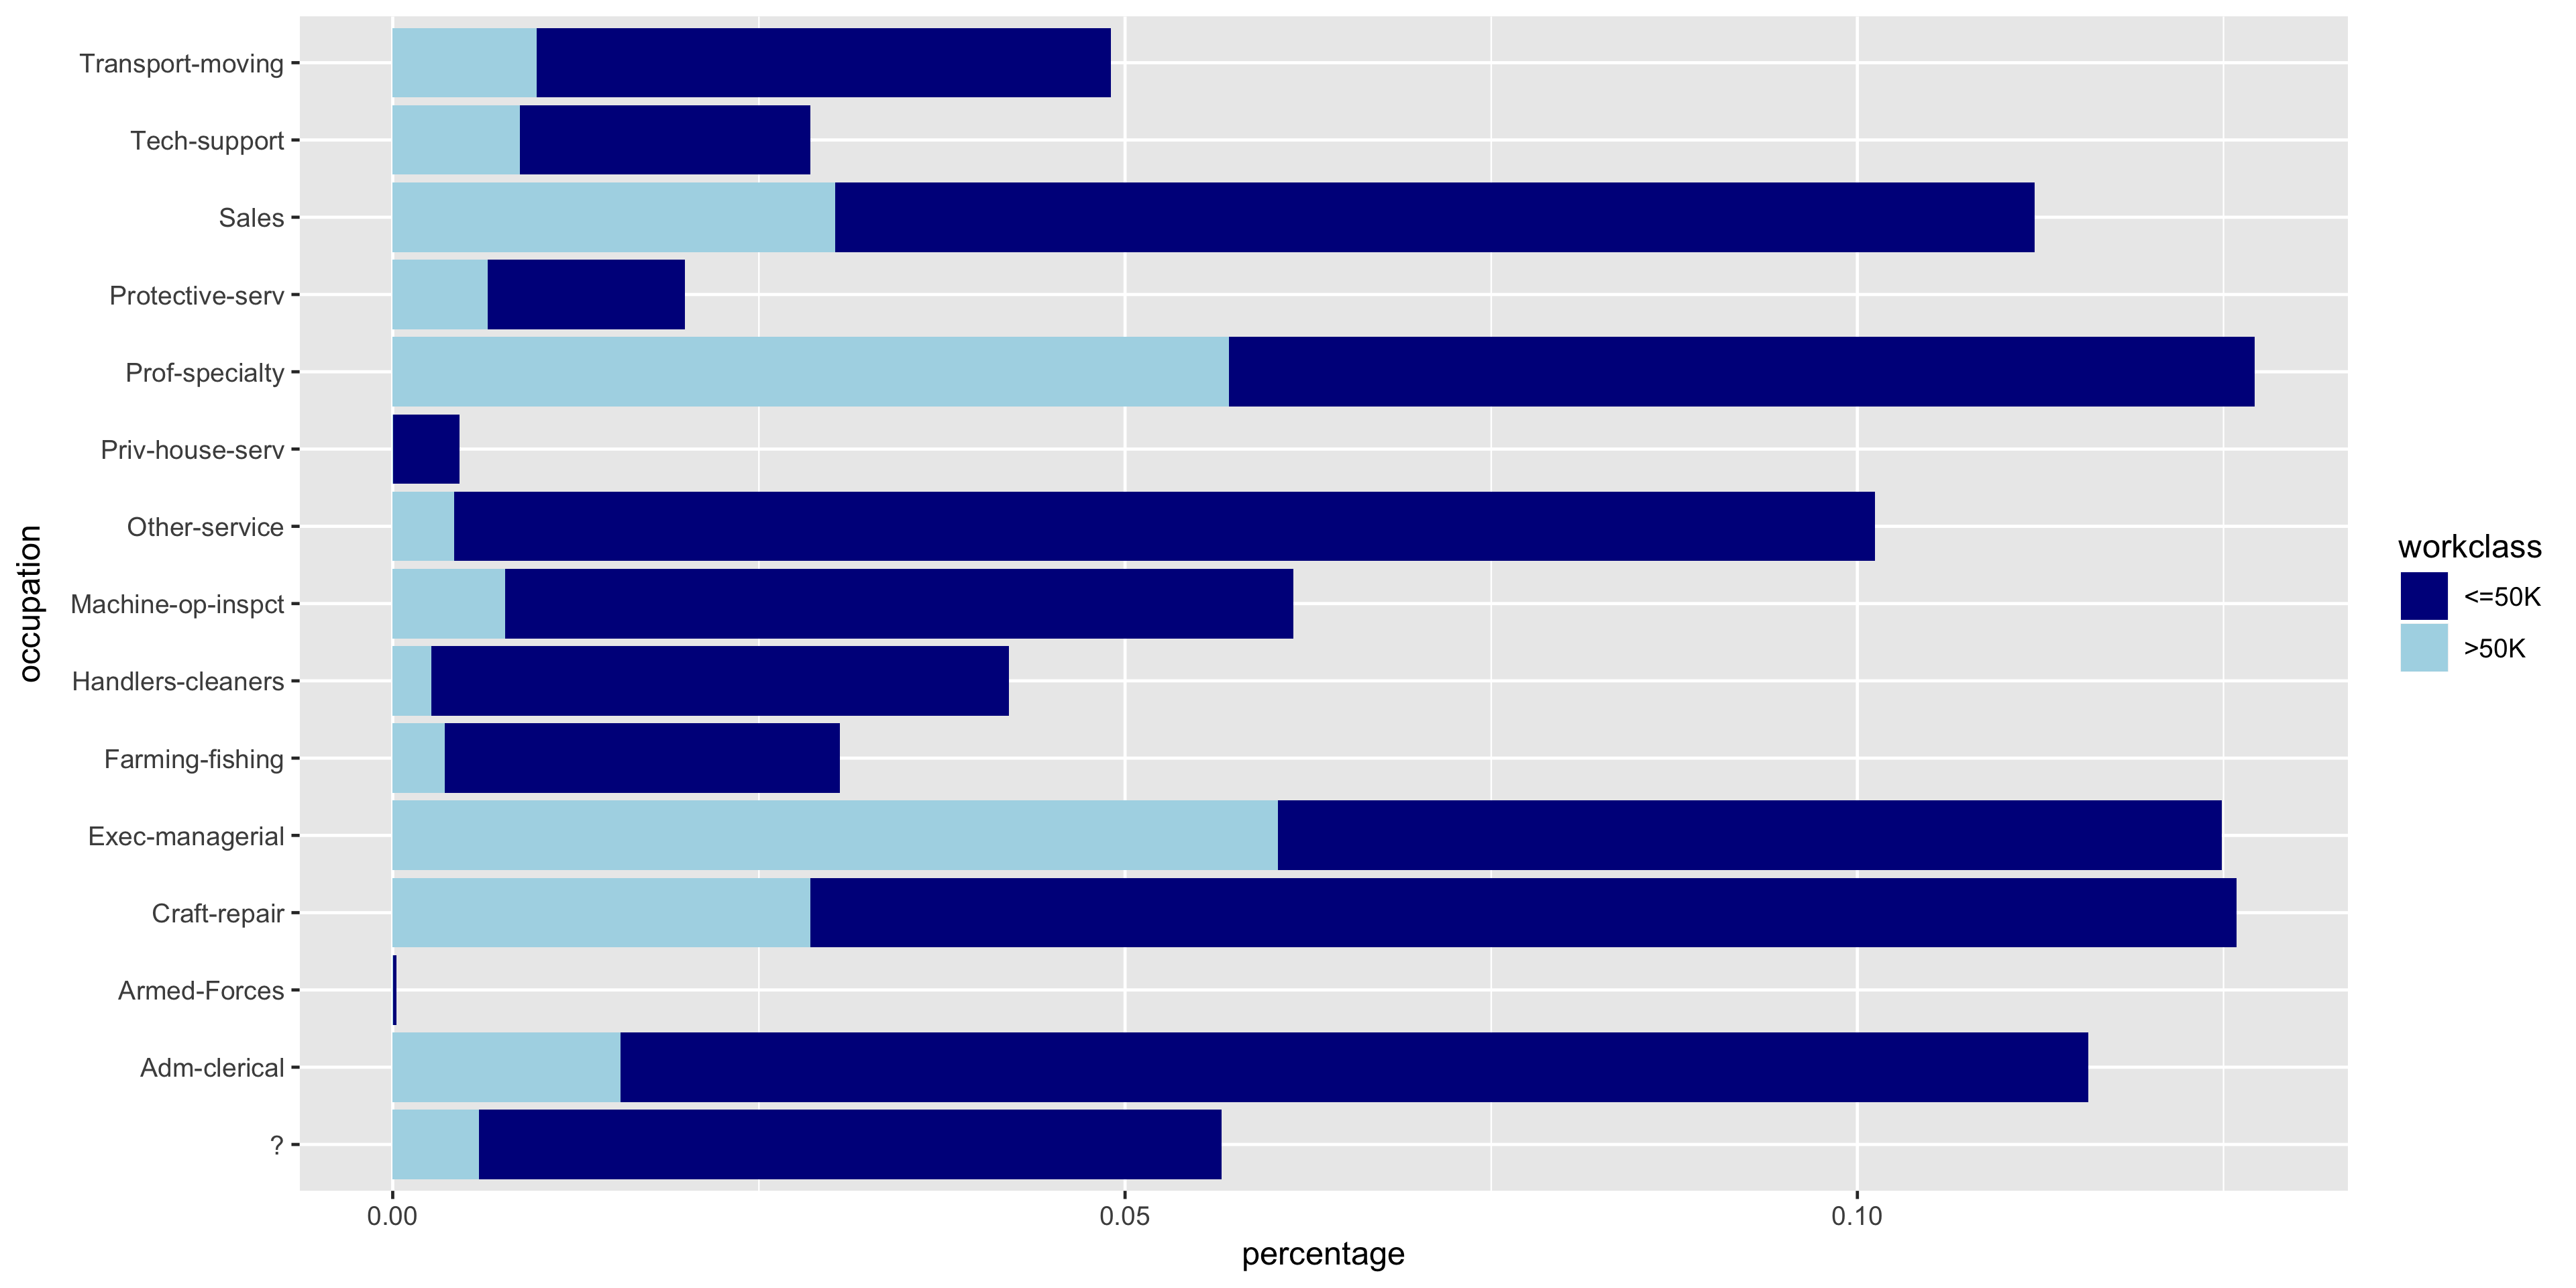 Transport-moving
Tech-support
Sales
Protective-serv
Prof-specialty
Priv-house-serv
Other-service
Machine-op-inspct
Handlers-cleaners
Farming-fishing
Exec-managerial
Craft-repair
Armed-Forces
Adm-clerical
?
occupation
0.00
0.05
0.10
percentage
workclass
<=50K
>50K